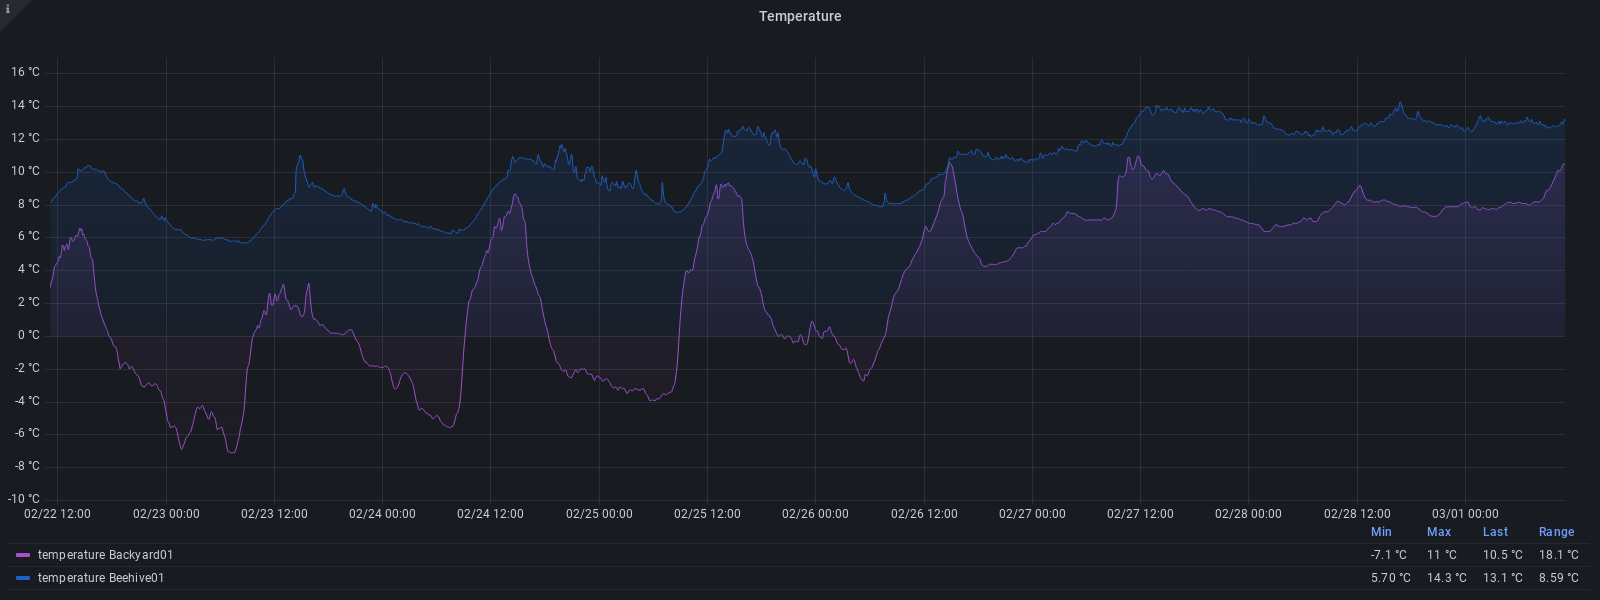 i
Temperature
16 °C
14 °C
12 °C
10 °C
8 °C
6 °C
4 °C
2 °C
0 °C
-2 °C
-4 °C
-6 °C
-8 °C
-10 °C
02/22 12:00 02/23 00:00 02/23 12:00 02/24 00:00 02/24 12:00 02/25 00:00 02/25 12:00 02/26 00:00 02/26 12:00 02/27 00:00 02/27 12:00 02/28 00:00 02/28 12:00 03/01 00:00
Min Max Last Range
temperature Backyard01 -7.1 °C 11 °C 10.5 °C 18.1 °C
temperature Beehive01 5.70 °C 14.3 °C 13.1 °C 8.59 °C